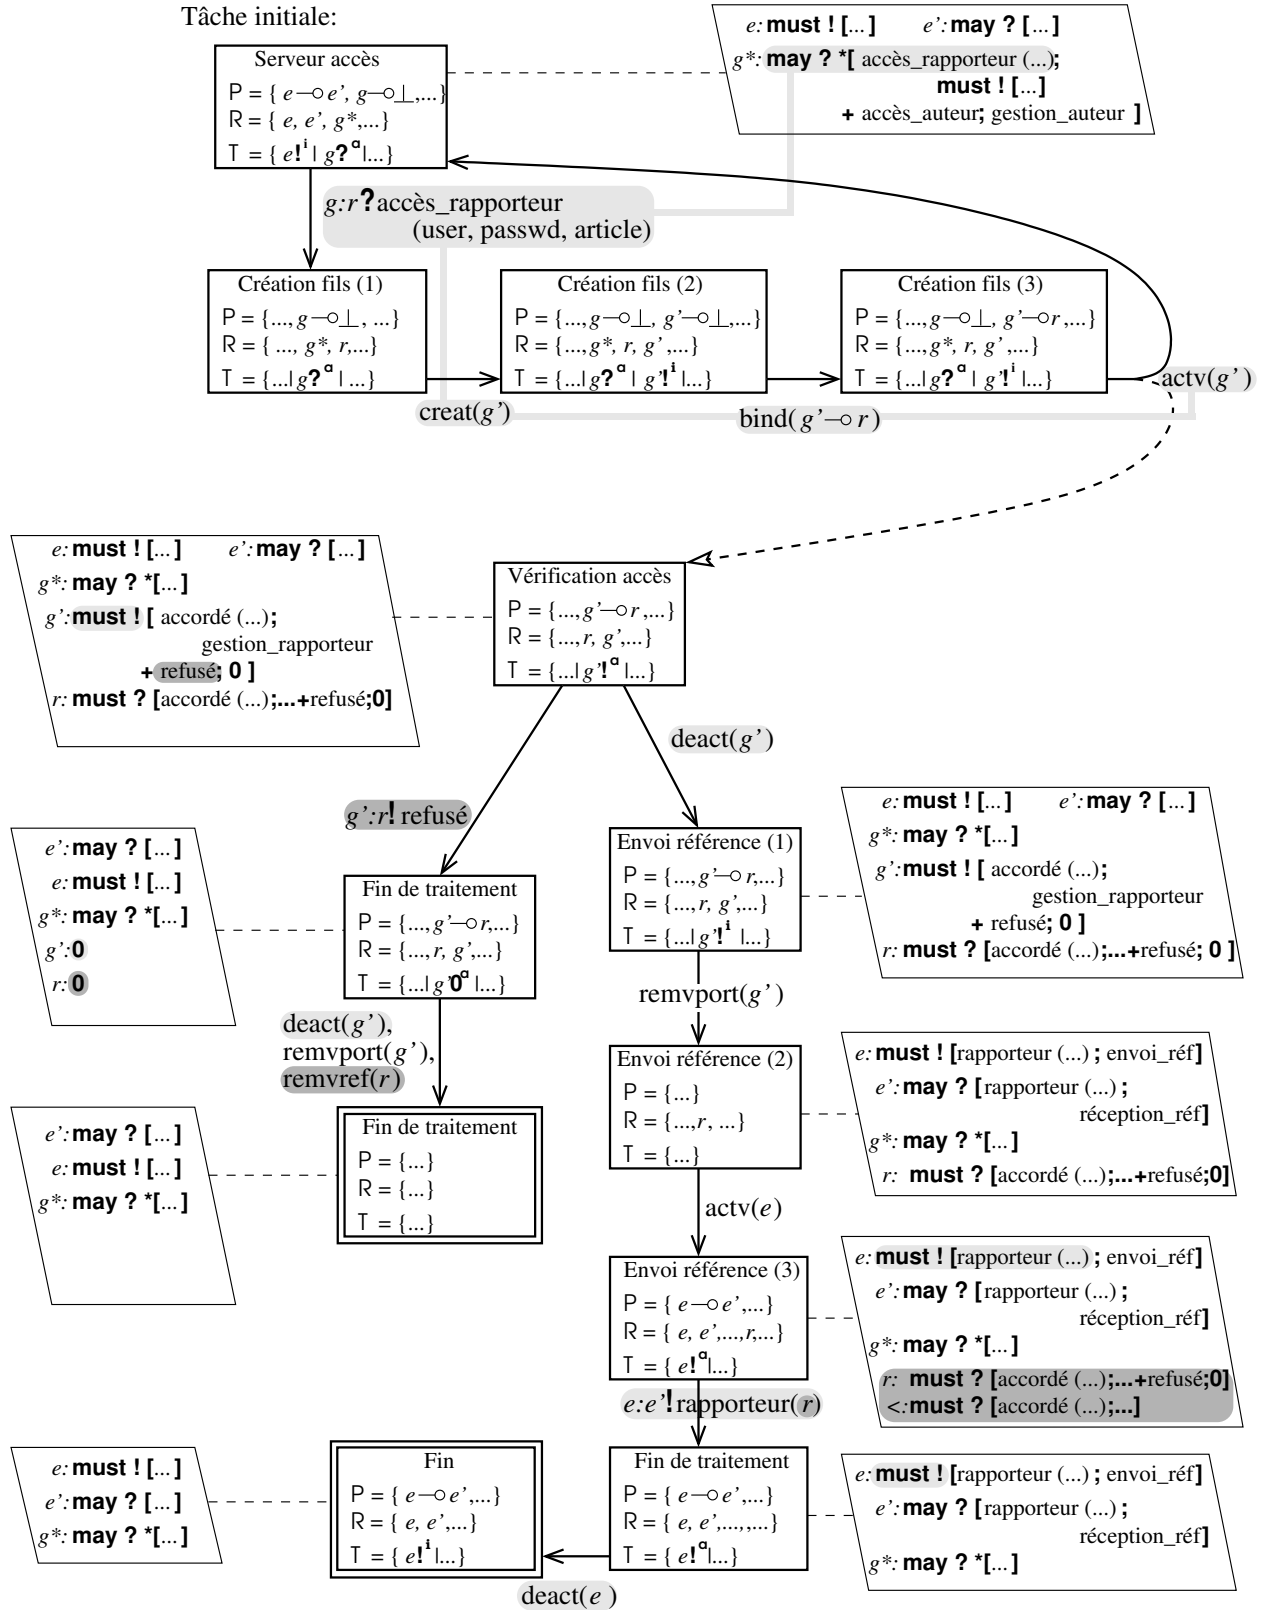 Tâche initiale:
Serveur accès
P = { e—○ e', g—○⊥,...}
R = { e, e', g*,...}
T = { e!ⁱ | g?ᵃ |...}
e: must ! [...] e': may ? [...]
g*: may ? *[ accès_rapporteur (...);
must ! [...]
+ accès_auteur; gestion_auteur ]
g:r ? accès_rapporteur
(user, passwd, article)
Création fils (1)
P = {...,g—○⊥, ...}
R = { ..., g*, r,...}
T = {...| g?ᵃ | ...}
Création fils (2)
P = {...,g—○⊥, g'—○⊥,...}
R = {...,g*, r, g' ,...}
T = {...| g?ᵃ | g'!ⁱ |...}
Création fils (3)
P = {...,g—○⊥, g'—○r ,...}
R = {...,g*, r, g' ,...}
T = {...| g?ᵃ | g'!ⁱ |...}
actv(g')
creat(g')
bind( g'—○ r )
e: must ! [...] e': may ? [...]
g*: may ? *[...]
g': must ! [ accordé (...);
gestion_rapporteur
+ refusé; 0 ]
r: must ? [accordé (...);...+refusé;0]
Vérification accès
P = {...,g'—○ r ,...}
R = {...,r, g',...}
T = {...| g'!ᵃ |...}
deact(g')
g':r! refusé
e': may ? [...]
e: must ! [...]
g*: may ? *[...]
g': 0
r: 0
Fin de traitement
P = {...,g'—○ r,...}
R = {...,r, g',...}
T = {...| g'0ᵃ |...}
Envoi référence (1)
P = {...,g'—○ r,...}
R = {...,r, g',...}
T = {...| g'!ⁱ |...}
e: must ! [...] e': may ? [...]
g*: may ? *[...]
g': must ! [ accordé (...);
gestion_rapporteur
+ refusé; 0 ]
r: must ? [accordé (...);...+refusé; 0 ]
remvport(g')
deact(g'),
remvport(g'),
remvref(r)
Envoi référence (2)
P = {...}
R = {...,r, ...}
T = {...}
e: must ! [rapporteur (...) ; envoi_réf]
e': may ? [rapporteur (...) ;
réception_réf]
g*: may ? *[...]
r: must ? [accordé (...);...+refusé;0]
e': may ? [...]
e: must ! [...]
g*: may ? *[...]
Fin de traitement
P = {...}
R = {...}
T = {...}
actv(e)
Envoi référence (3)
P = { e—○ e',...}
R = { e, e',...,r,...}
T = { e!ᵃ|...}
e: must ! [rapporteur (...) ; envoi_réf]
e': may ? [rapporteur (...) ;
réception_réf]
g*: may ? *[...]
r: must ? [accordé (...);...+refusé;0]
<: must ? [accordé (...);...]
e:e' ! rapporteur(r)
e: must ! [...]
e': may ? [...]
g*: may ? *[...]
Fin
P = { e—○ e',...}
R = { e, e',...}
T = { e!ⁱ |...}
Fin de traitement
P = { e—○ e',...}
R = { e, e',...,...}
T = { e!ᵃ|...}
e: must ! [rapporteur (...) ; envoi_réf]
e': may ? [rapporteur (...) ;
réception_réf]
g*: may ? *[...]
deact(e )